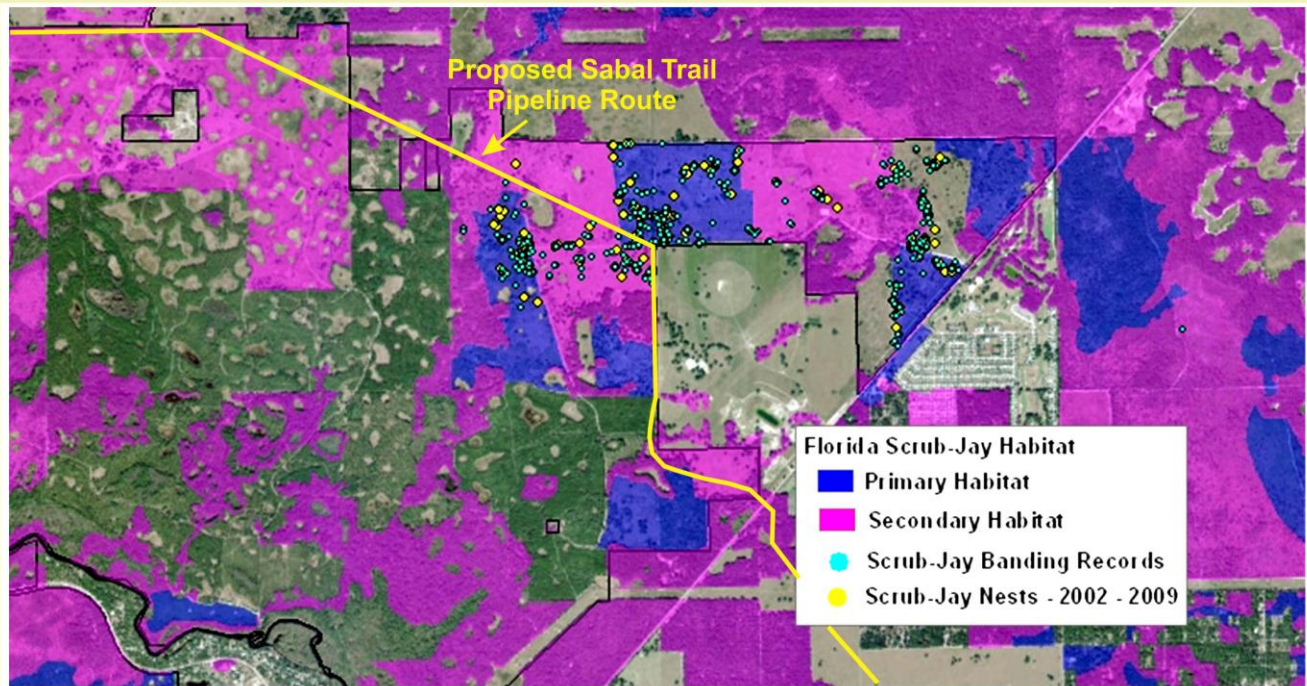 Proposed Sabal Trail
Pipeline Route
Florida Scrub-Jay Habitat
Primary Habitat
Secondary Habitat
Scrub-Jay Banding Records
Scrub-Jay Nests - 2002 - 2009